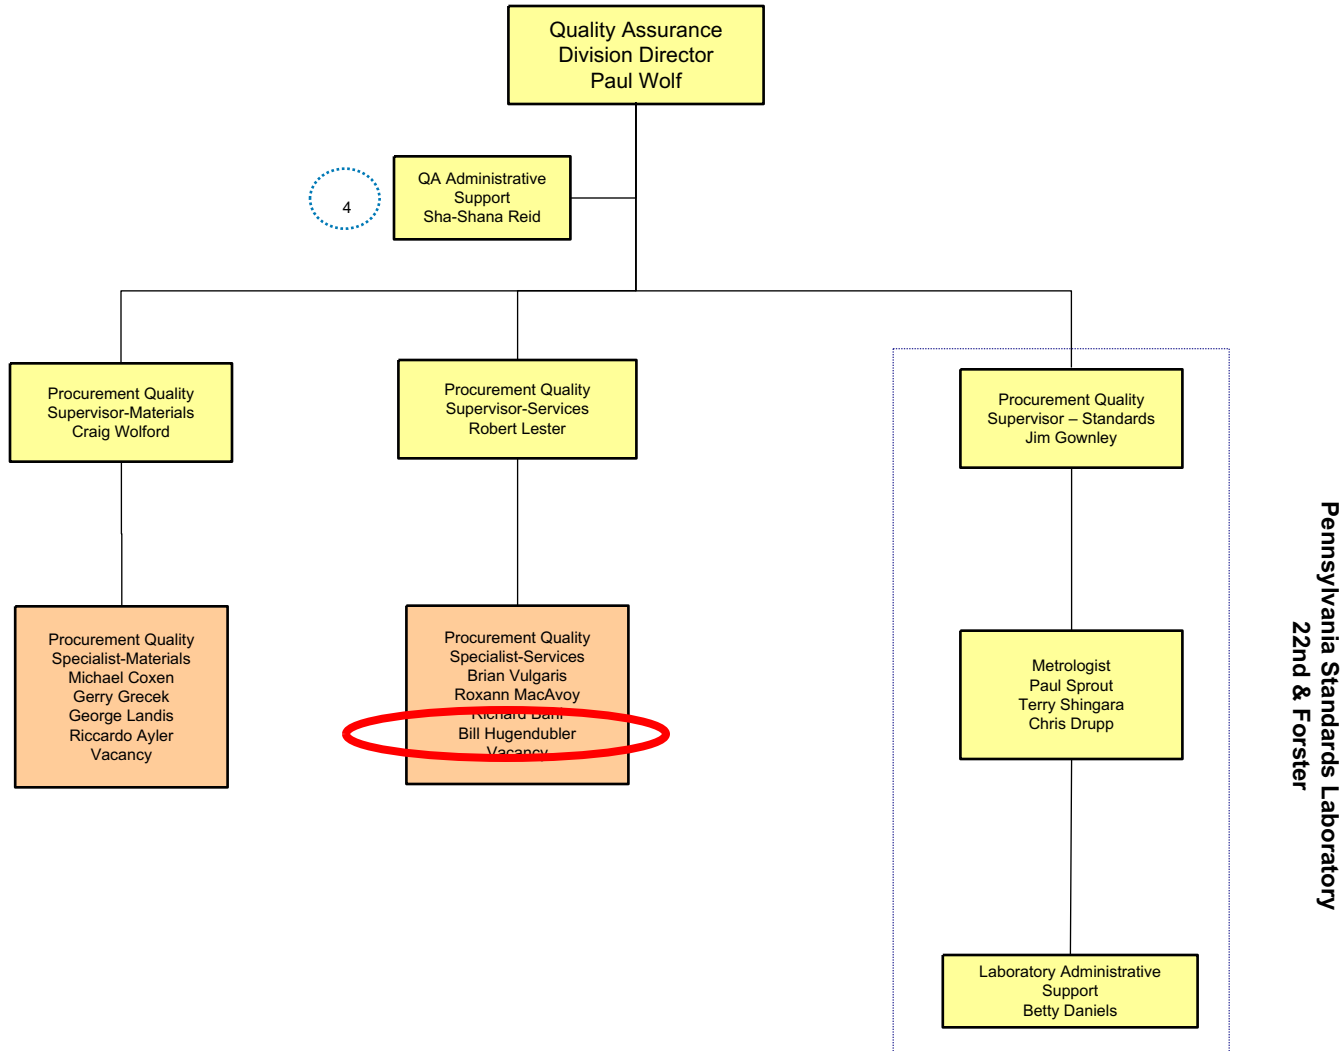 Quality Assurance
Division Director
Paul Wolf
QA Administrative
Support
Sha-Shana Reid
4
Procurement Quality
Supervisor-Materials
Craig Wolford
Procurement Quality
Supervisor-Services
Robert Lester
Procurement Quality
Supervisor – Standards
Jim Gownley
Procurement Quality
Specialist-Materials
Michael Coxen
Gerry Grecek
George Landis
Riccardo Ayler
Vacancy
Procurement Quality
Specialist-Services
Brian Vulgaris
Roxann MacAvoy
Richard
Bill Hugendubler
Vacancy
Metrologist
Paul Sprout
Terry Shingara
Chris Drupp
Laboratory Administrative
Support
Betty Daniels
Pennsylvania Standards Laboratory
22nd & Forster